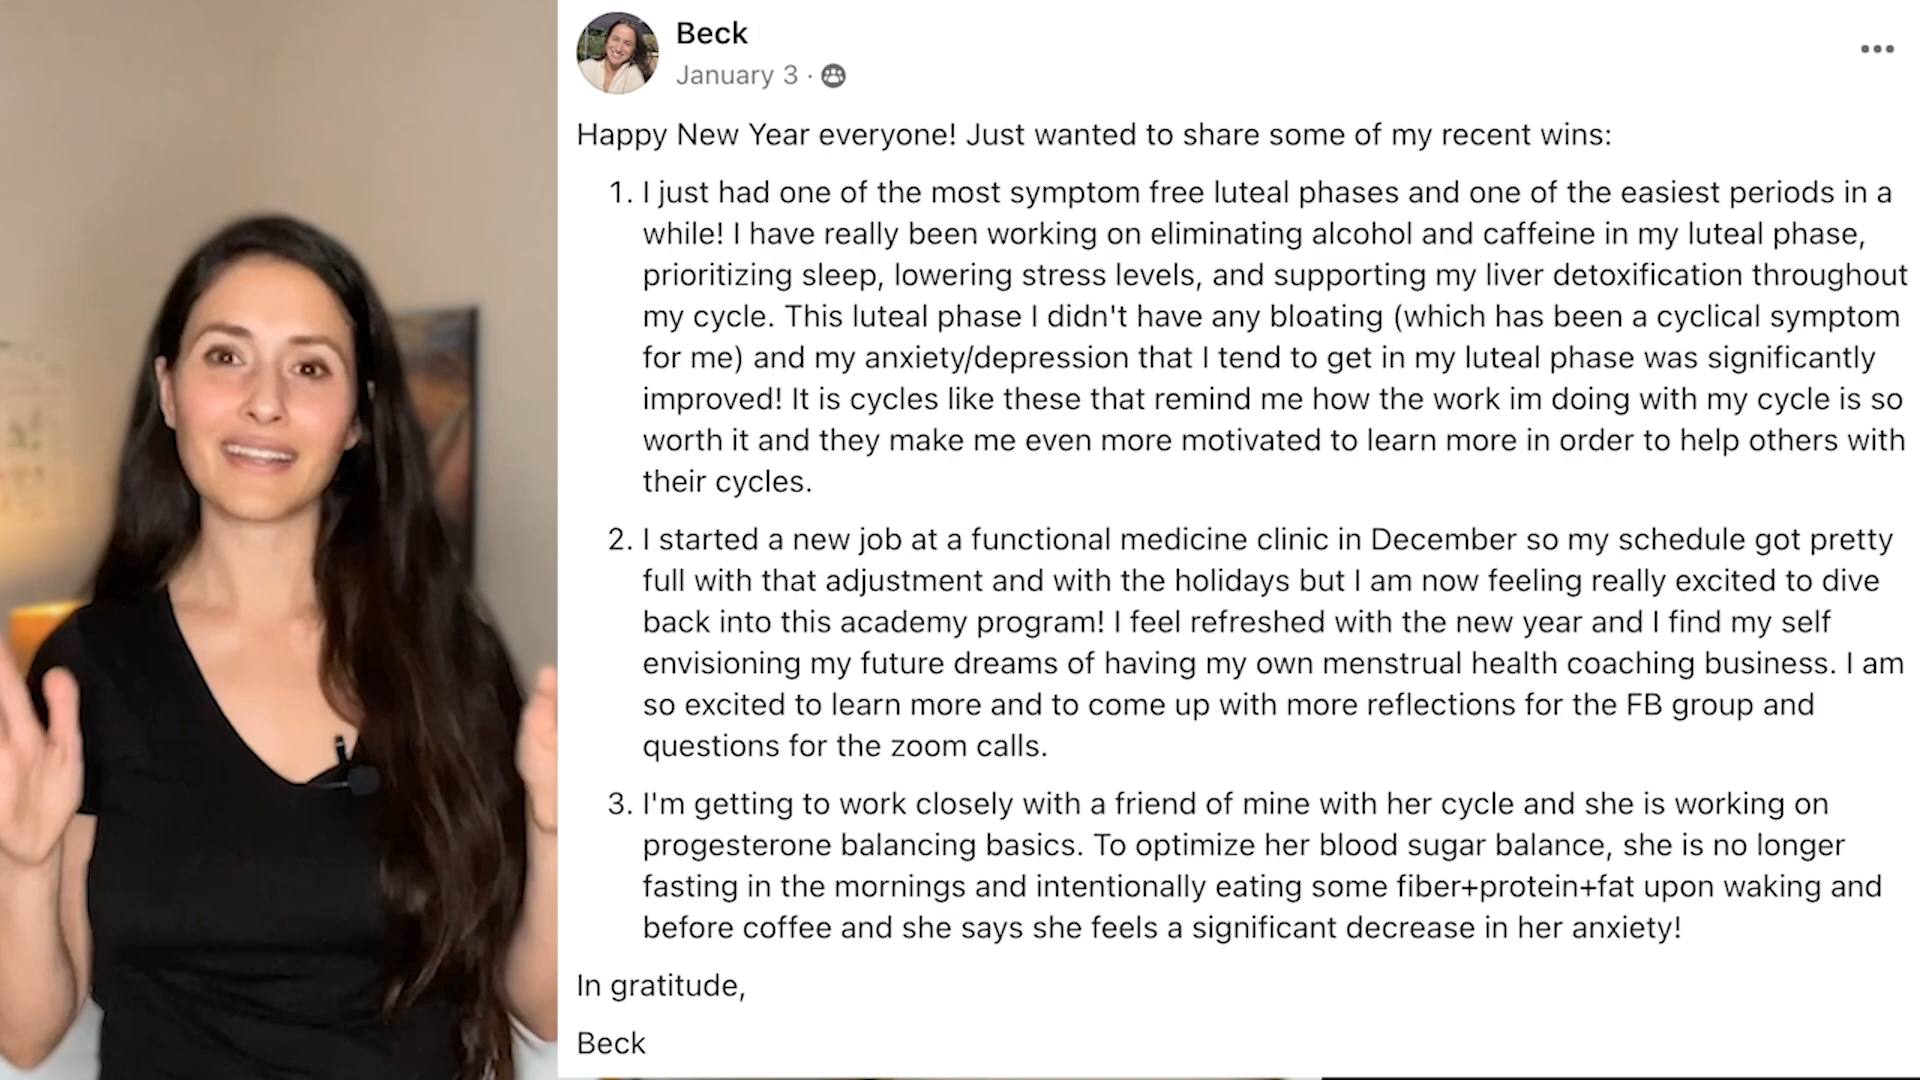 Beck
January 3 ·
Happy New Year everyone! Just wanted to share some of my recent wins:
1. I just had one of the most symptom free luteal phases and one of the easiest periods in a
while! I have really been working on eliminating alcohol and caffeine in my luteal phase,
prioritizing sleep, lowering stress levels, and supporting my liver detoxification throughout
my cycle. This luteal phase I didn't have any bloating (which has been a cyclical symptom
for me) and my anxiety/depression that I tend to get in my luteal phase was significantly
improved! It is cycles like these that remind me how the work im doing with my cycle is so
worth it and they make me even more motivated to learn more in order to help others with
their cycles.
2. I started a new job at a functional medicine clinic in December so my schedule got pretty
full with that adjustment and with the holidays but I am now feeling really excited to dive
back into this academy program! I feel refreshed with the new year and I find my self
envisioning my future dreams of having my own menstrual health coaching business. I am
so excited to learn more and to come up with more reflections for the FB group and
questions for the zoom calls.
3. I'm getting to work closely with a friend of mine with her cycle and she is working on
progesterone balancing basics. To optimize her blood sugar balance, she is no longer
fasting in the mornings and intentionally eating some fiber+protein+fat upon waking and
before coffee and she says she feels a significant decrease in her anxiety!
In gratitude,
Beck